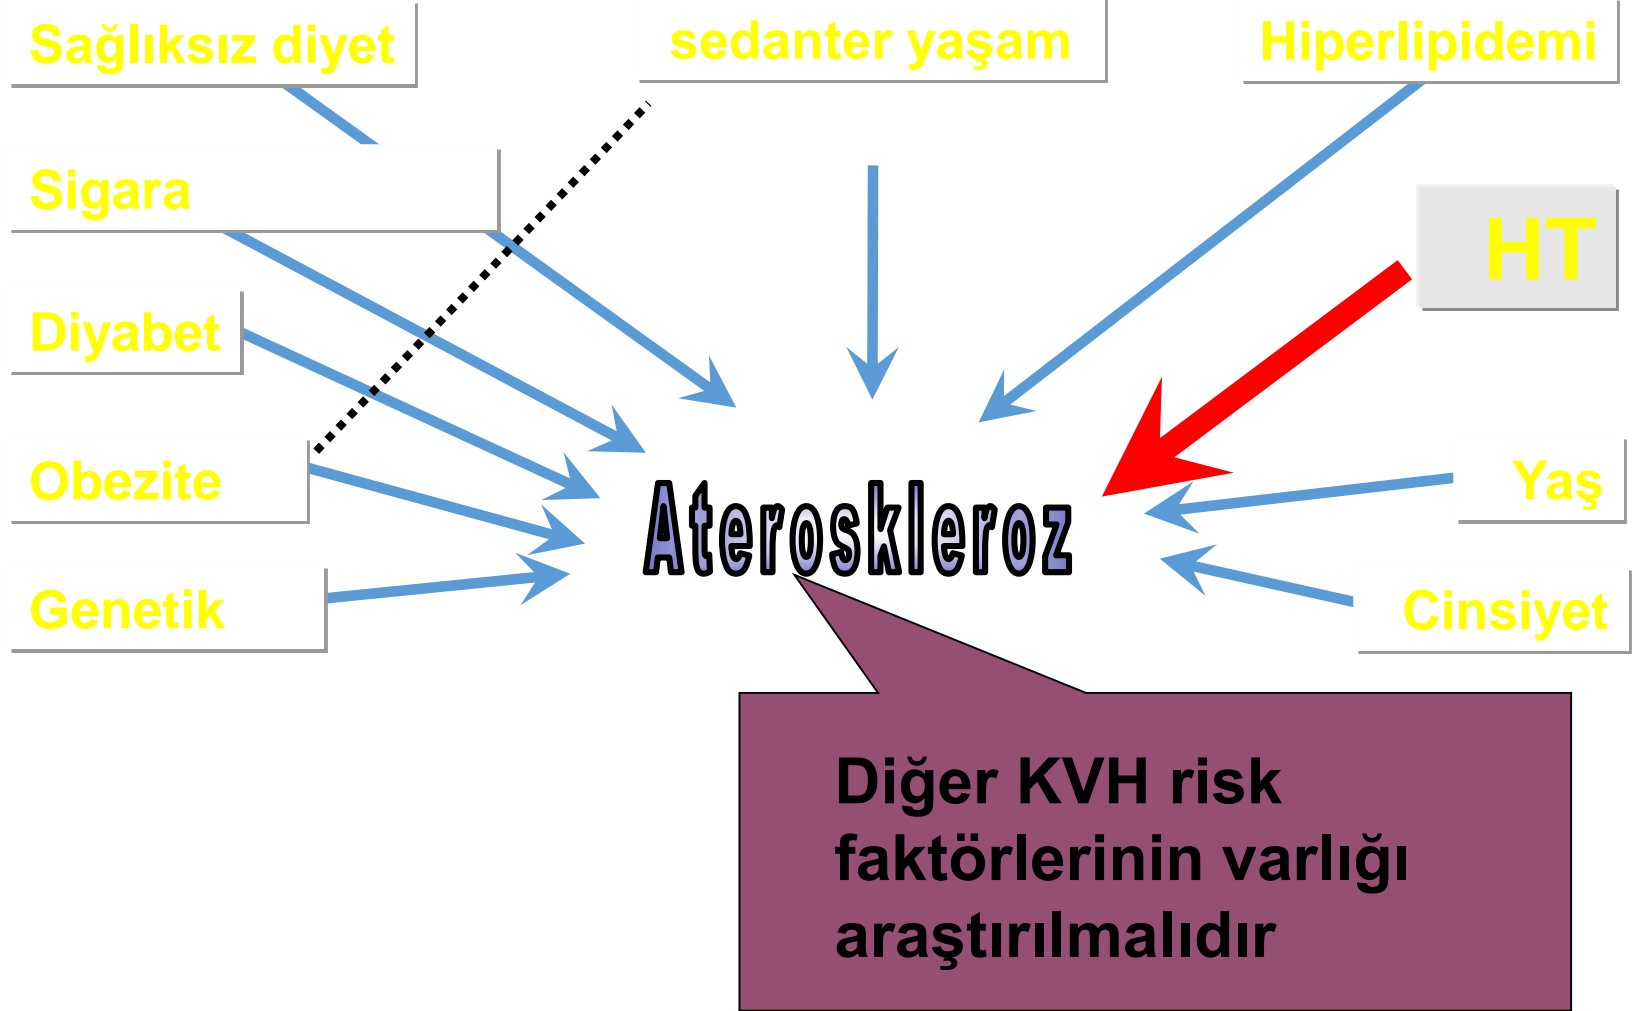 Sağlıksız diyet
sedanter yaşam
Hiperlipidemi
Sigara
HT
Diyabet
Obezite
Yaş
Ateroskleroz
Genetik
Cinsiyet
Diğer KVH risk
faktörlerinin varlığı
araştırılmalıdır